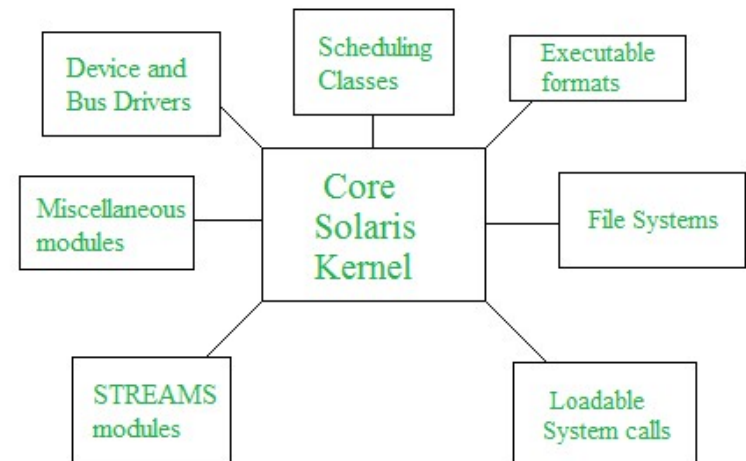 Device and
Bus Drivers
Scheduling
Classes
Executable
formats
Miscellaneous
modules
Core
Solaris
Kernel
File Systems
STREAMS
modules
Loadable
System calls